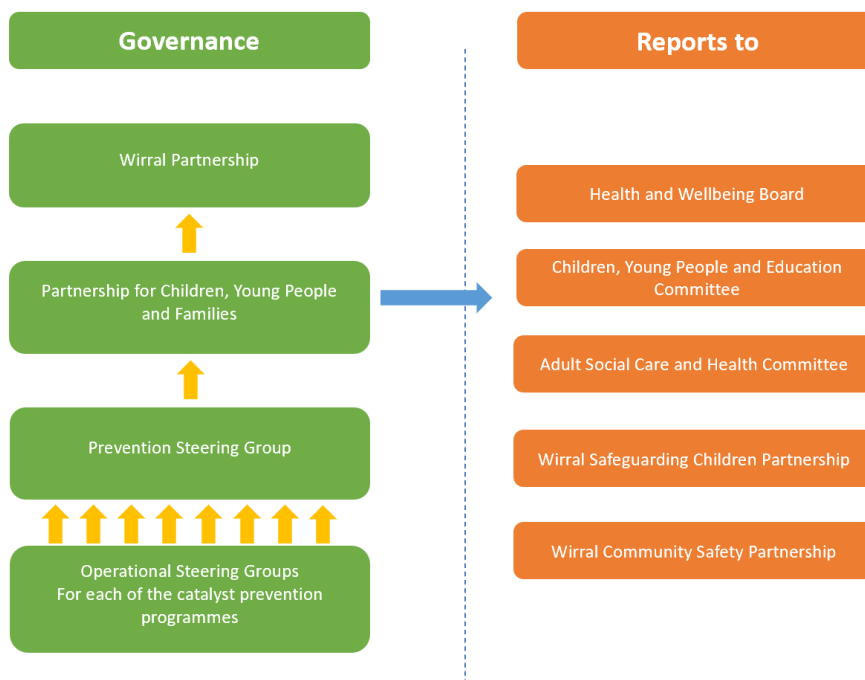 Governance
Wirral Partnership
Partnership for Children, Young People
and Families
Prevention Steering Group
Operational Steering Groups
For each of the catalyst prevention
programmes
Reports to
Health and Wellbeing Board
Children, Young People and Education
Committee
Adult Social Care and Health Committee
Wirral Safeguarding Children Partnership
Wirral Community Safety Partnership